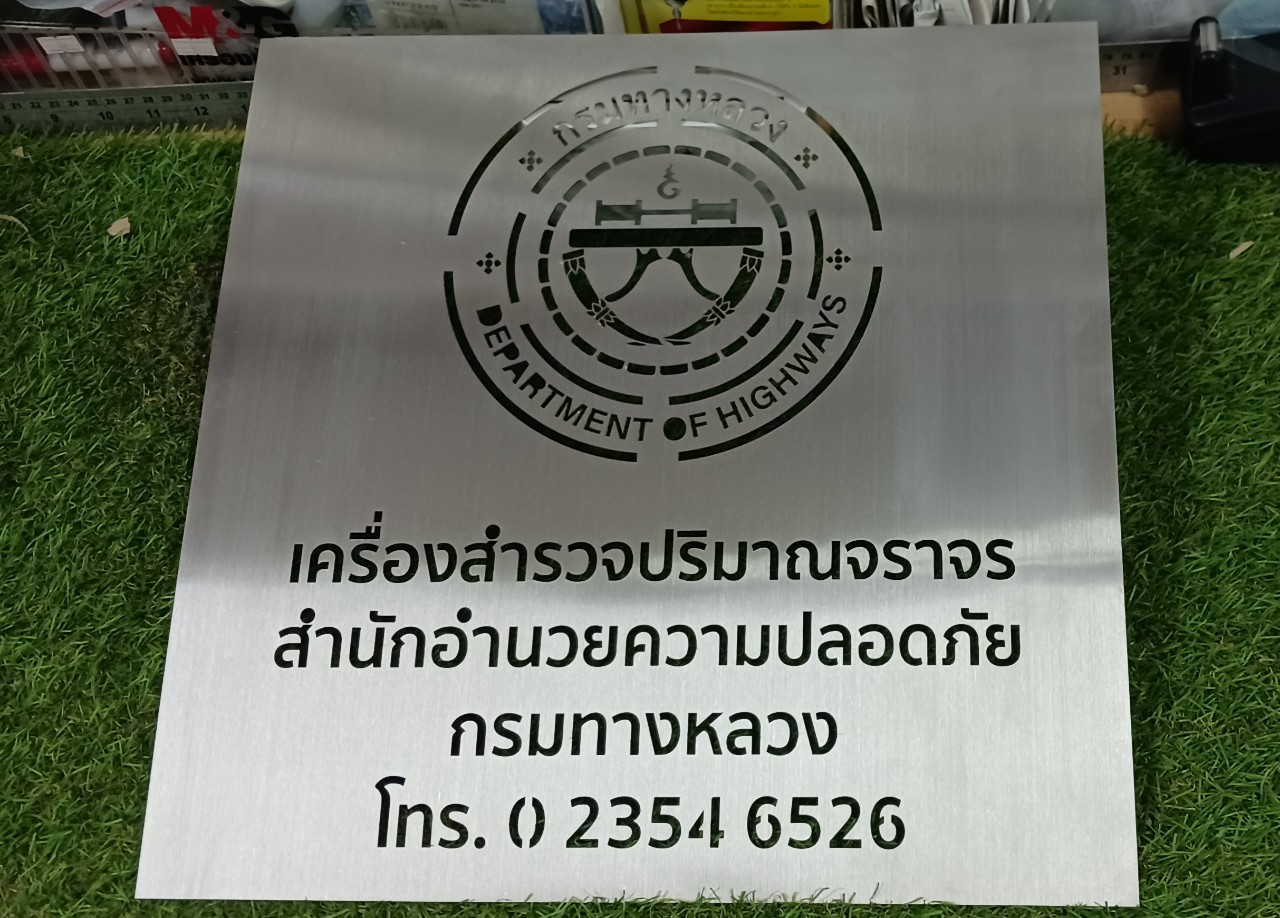 M&G
กรมทางหลวง
DEPARTMENT OF HIGHWAYS
เครื่องสำรวจปริมาณจราจร
สำนักอำนวยความปลอดภัย
กรมทางหลวง
โทร. 0 2354 6526